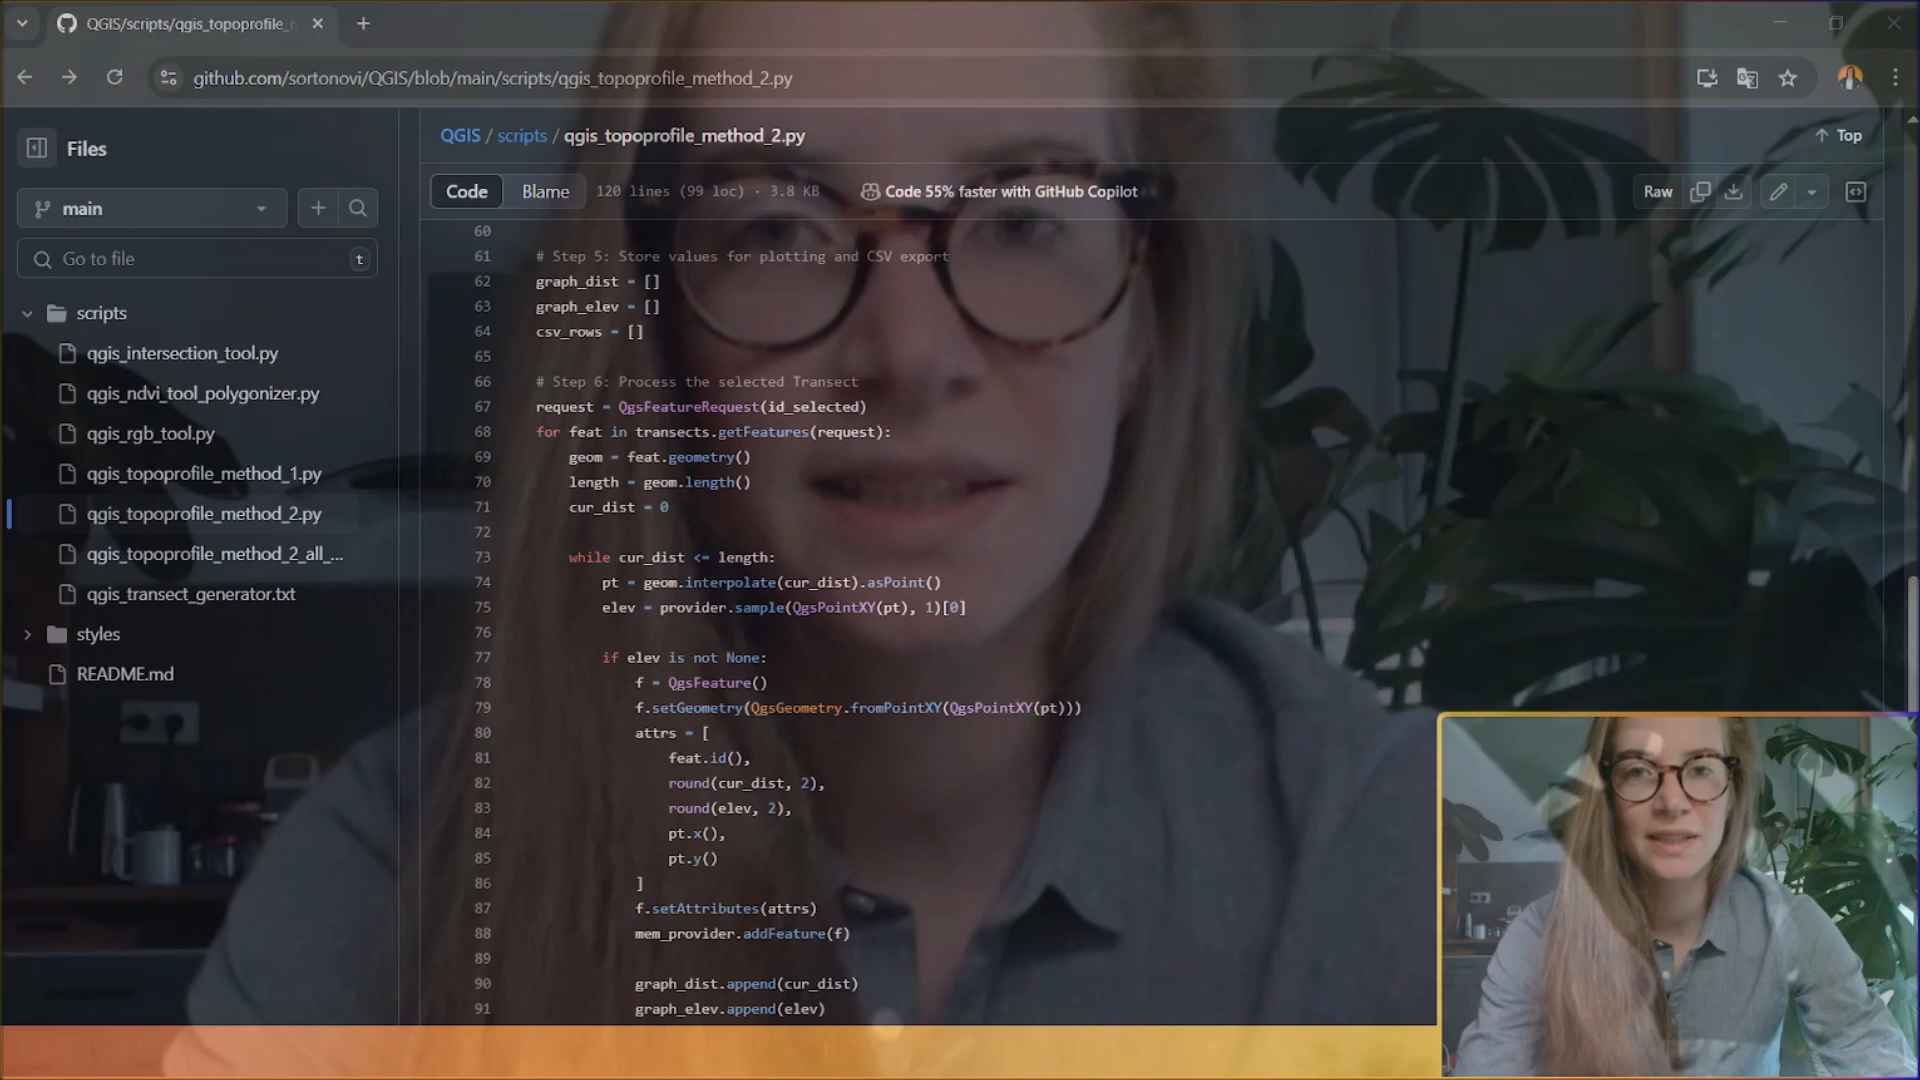 QGIS/scripts/qgis_topoprofile_
github.com/sortonovi/QGIS/blob/main/scripts/qgis_topoprofile_method_2.py
Files
main
Go to file
t
scripts
qgis_intersection_tool.py
qgis_ndvi_tool_polygonizer.py
qgis_rgb_tool.py
qgis_topoprofile_method_1.py
qgis_topoprofile_method_2.py
qgis_topoprofile_method_2_all_...
qgis_transect_generator.txt
styles
README.md
QGIS / scripts / qgis_topoprofile_method_2.py
Top
Code Blame 120 lines (99 loc) · 3.8 KB Code 55% faster with GitHub Copilot
Raw
60
61 # Step 5: Store values for plotting and CSV export
62 graph_dist = []
63 graph_elev = []
64 csv_rows = []
65
66 # Step 6: Process the selected Transect
67 request = QgsFeatureRequest(id_selected)
68 for feat in transects.getFeatures(request):
69 geom = feat.geometry()
70 length = geom.length()
71 cur_dist = 0
72
73 while cur_dist <= length:
74 pt = geom.interpolate(cur_dist).asPoint()
75 elev = provider.sample(QgsPointXY(pt), 1)[0]
76
77 if elev is not None:
78 f = QgsFeature()
79 f.setGeometry(QgsGeometry.fromPointXY(QgsPointXY(pt)))
80 attrs = [
81 feat.id(),
82 round(cur_dist, 2),
83 round(elev, 2),
84 pt.x(),
85 pt.y()
86 ]
87 f.setAttributes(attrs)
88 mem_provider.addFeature(f)
89
90 graph_dist.append(cur_dist)
91 graph_elev.append(elev)